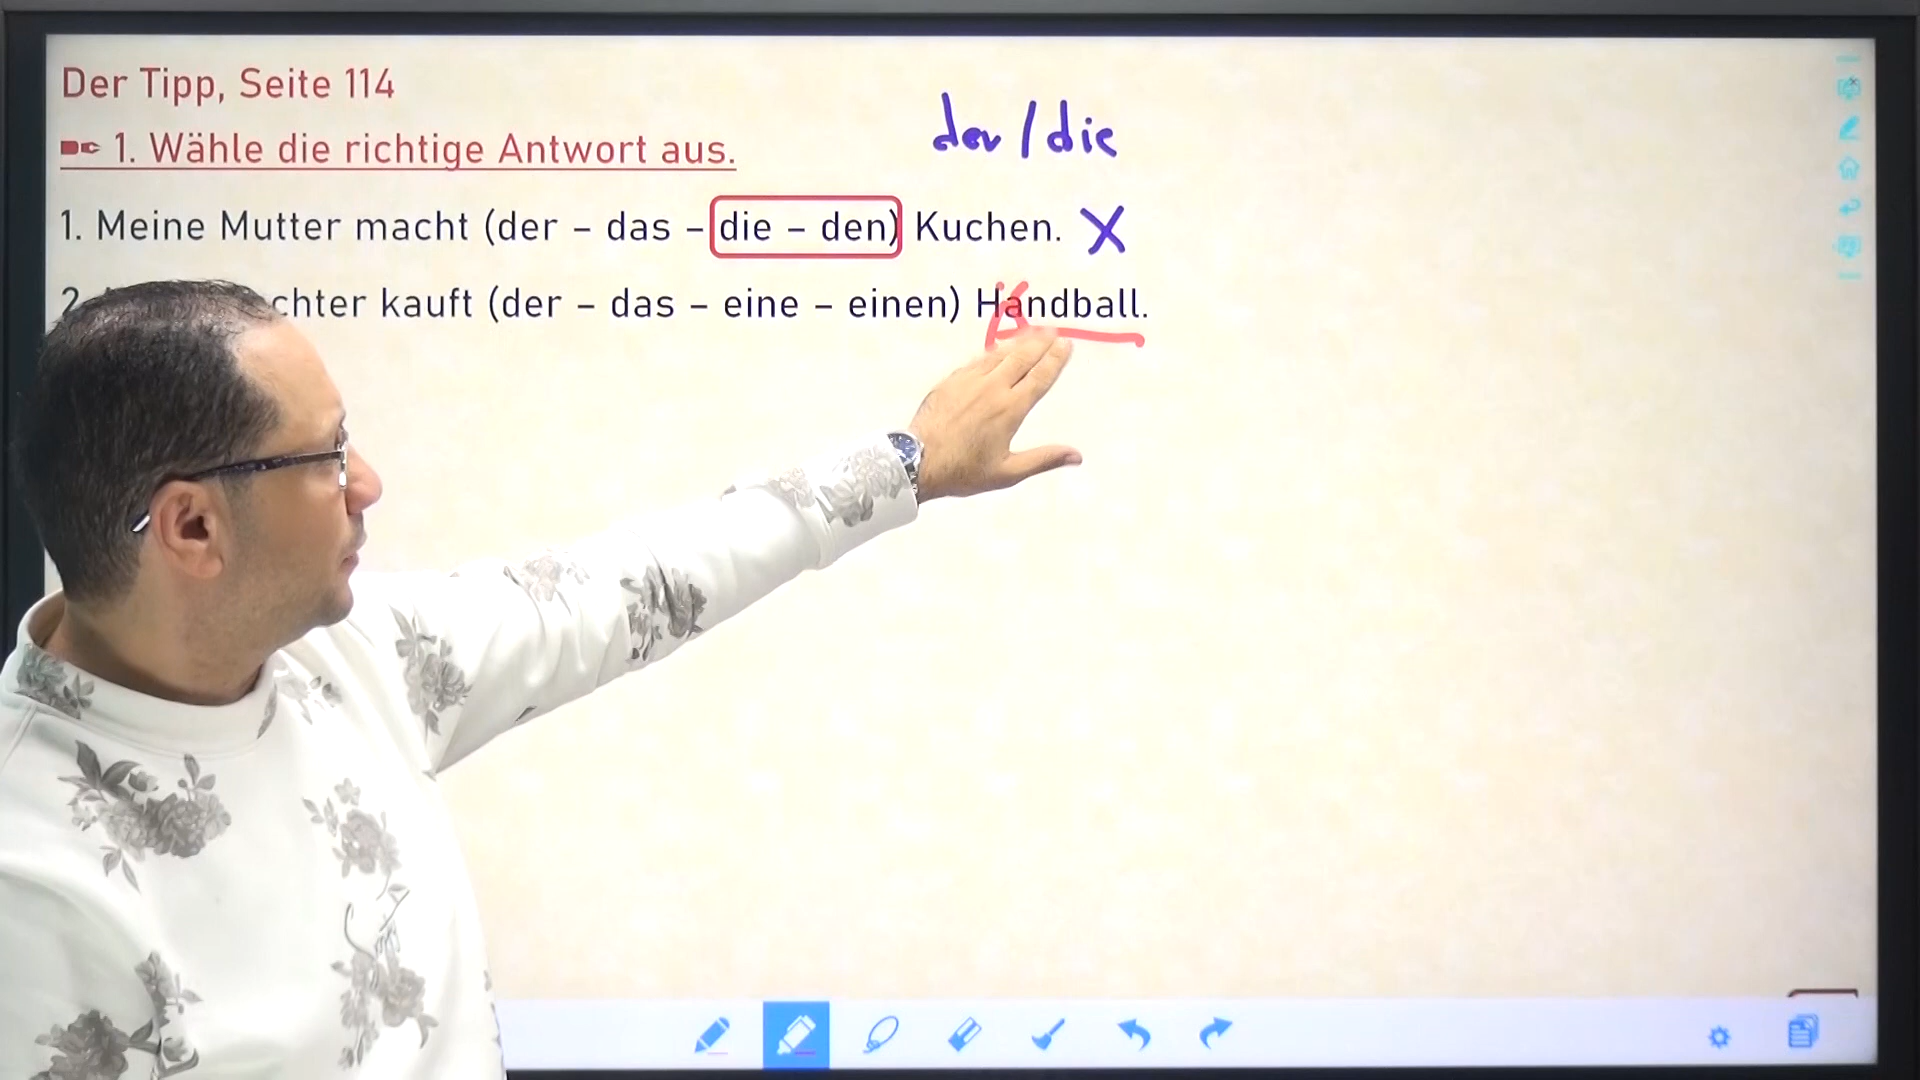 Der Tipp, Seite 114
der / die
1. Wähle die richtige Antwort aus.
1. Meine Mutter macht (der – das – die – den) Kuchen. X
2. chter kauft (der – das – eine – einen) Handball.